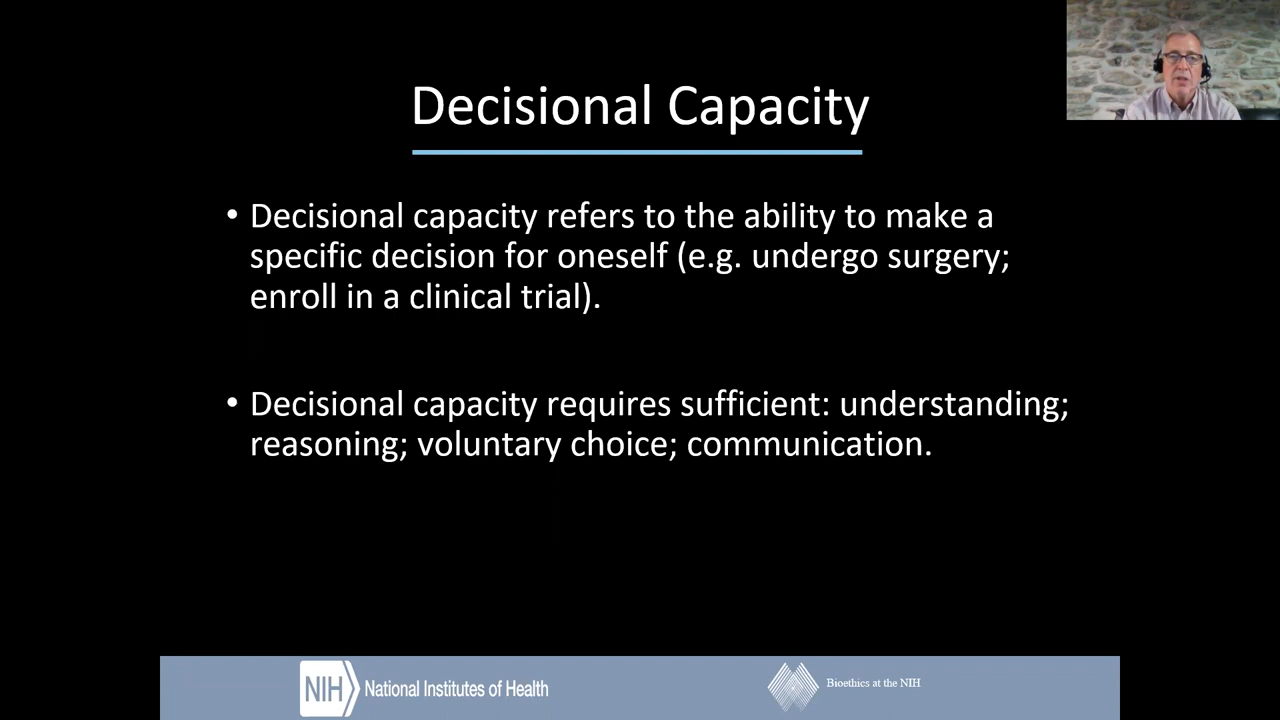 Decisional Capacity
• Decisional capacity refers to the ability to make a
specific decision for oneself (e.g. undergo surgery;
enroll in a clinical trial).
• Decisional capacity requires sufficient: understanding;
reasoning; voluntary choice; communication.
NIH National Institutes of Health
Bioethics at the NIH